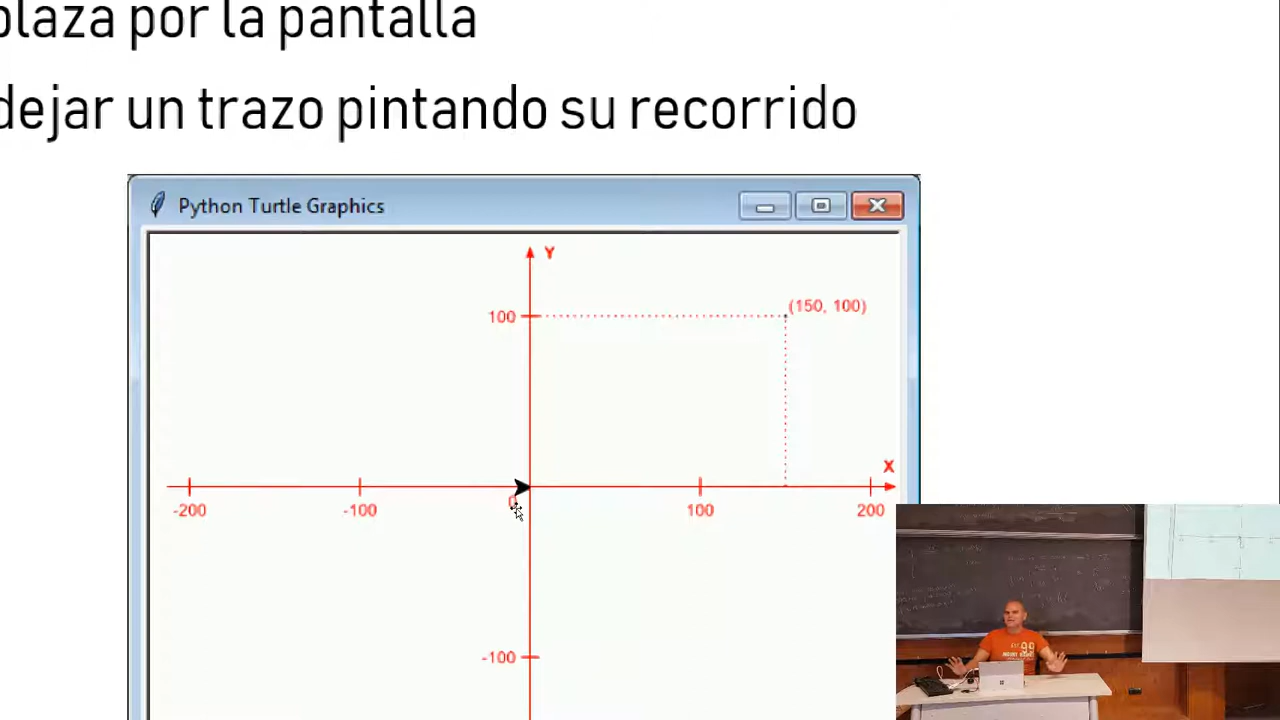 plaza por la pantalla
dejar un trazo pintando su recorrido
Python Turtle Graphics
Y
100
(150, 100)
X
-200
-100
0
100
200
-100